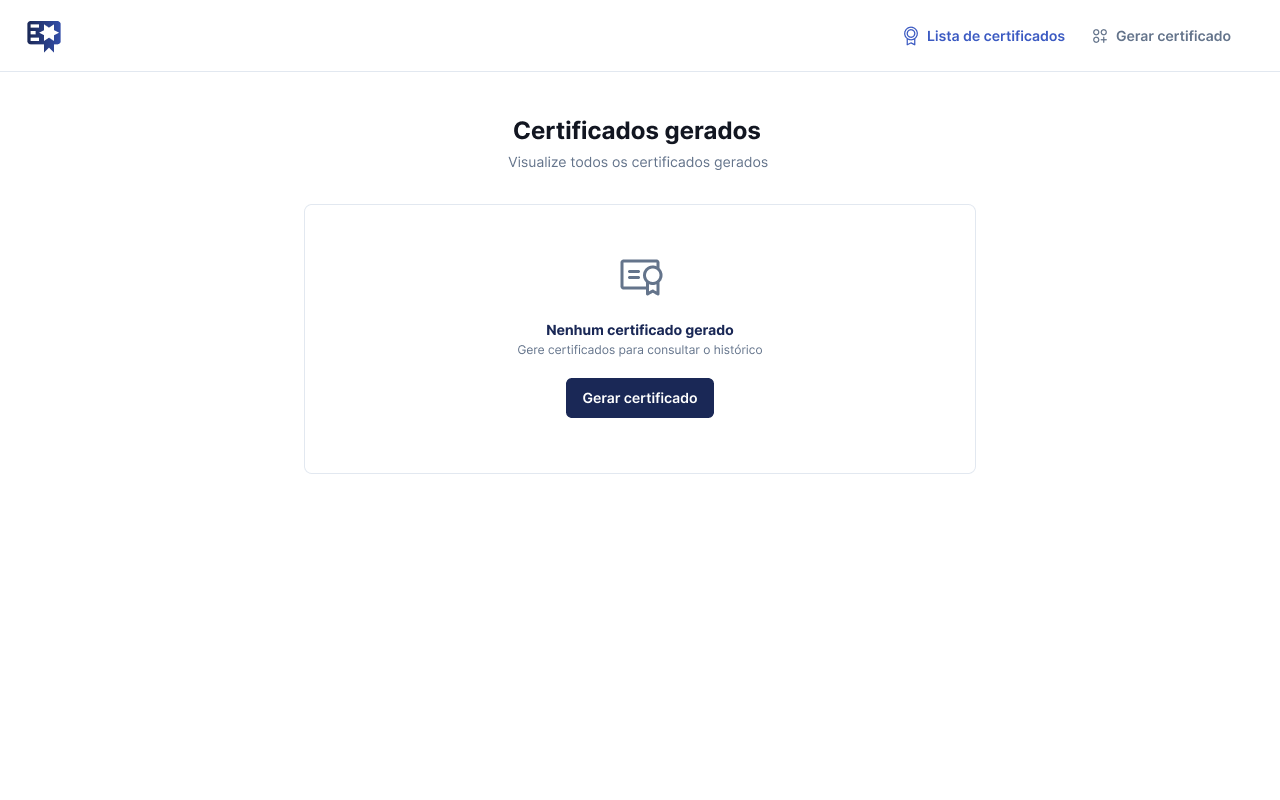 Lista de certificados
Gerar certificado
Certificados gerados
Visualize todos os certificados gerados
Nenhum certificado gerado
Gere certificados para consultar o histórico
Gerar certificado